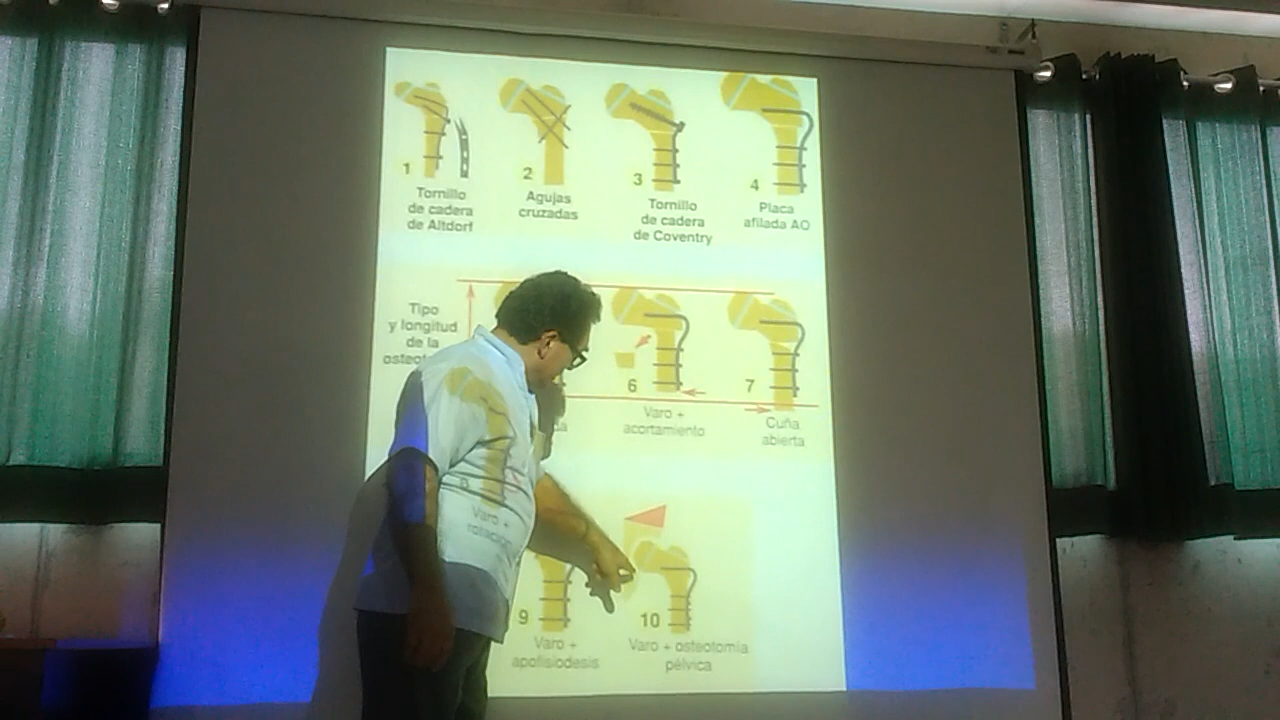 1
Tornillo
de cadera
de Altdorf
2
Agujas
cruzadas
3
Tornillo
de cadera
de Coventry
4
Placa
afilada AO
Tipo
y longitud
de la
6
Varo +
acortamiento
7
Cuña
abierta
Varo +
9
Varo +
apofisiodesis
10
Varo + osteotomía
pélvica